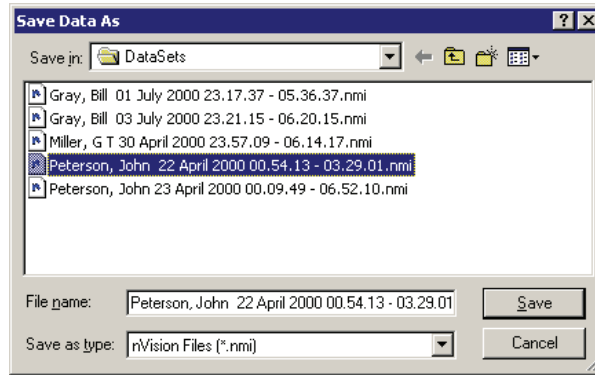 Save Data As
Save in: DataSets
Gray, Bill  01 July 2000 23.17.37 - 05.36.37.nmi
Gray, Bill  03 July 2000 23.21.15 - 06.20.15.nmi
Miller, G T 30 April 2000 23.57.09 - 06.14.17.nmi
Peterson, John  22 April 2000 00.54.13 - 03.29.01.nmi
Peterson, John 23 April 2000 00.09.49 - 06.52.10.nmi
File name: Peterson, John  22 April 2000 00.54.13 - 03.29.01 Save
Save as type: nVision Files (*.nmi) Cancel